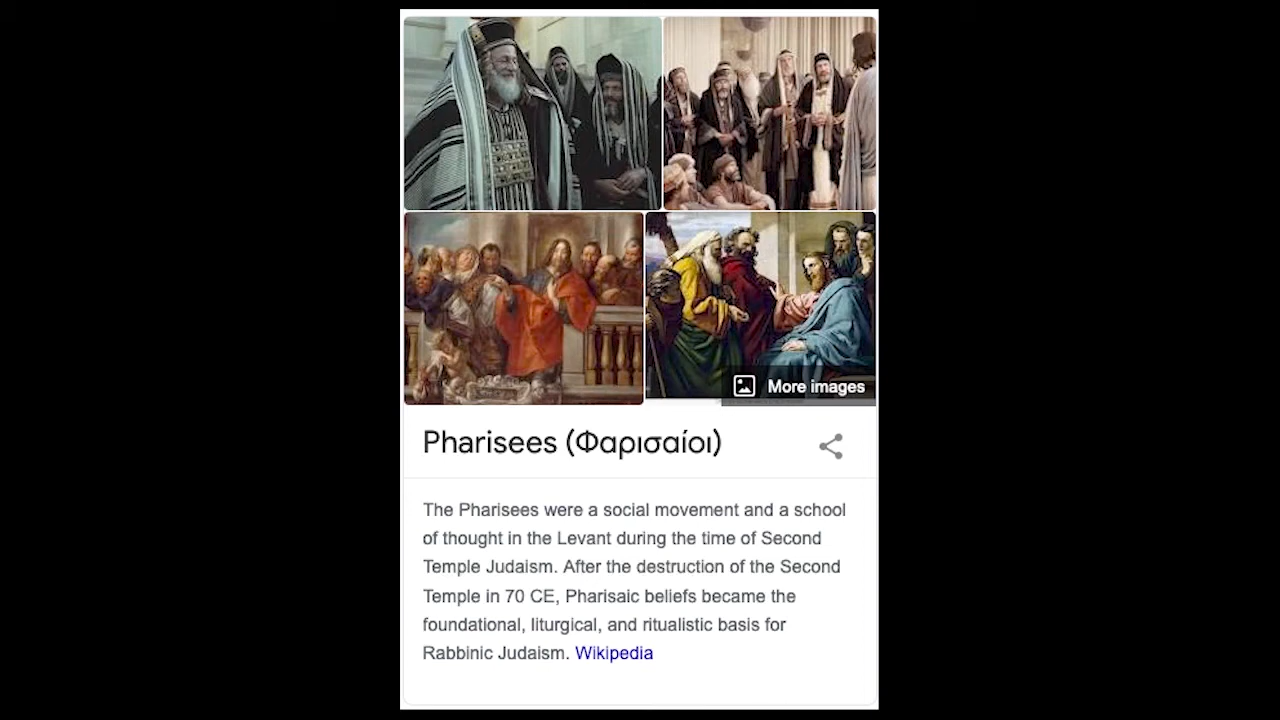 More images
Pharisees (Φαρισαίοι)
The Pharisees were a social movement and a school
of thought in the Levant during the time of Second
Temple Judaism. After the destruction of the Second
Temple in 70 CE, Pharisaic beliefs became the
foundational, liturgical, and ritualistic basis for
Rabbinic Judaism. Wikipedia